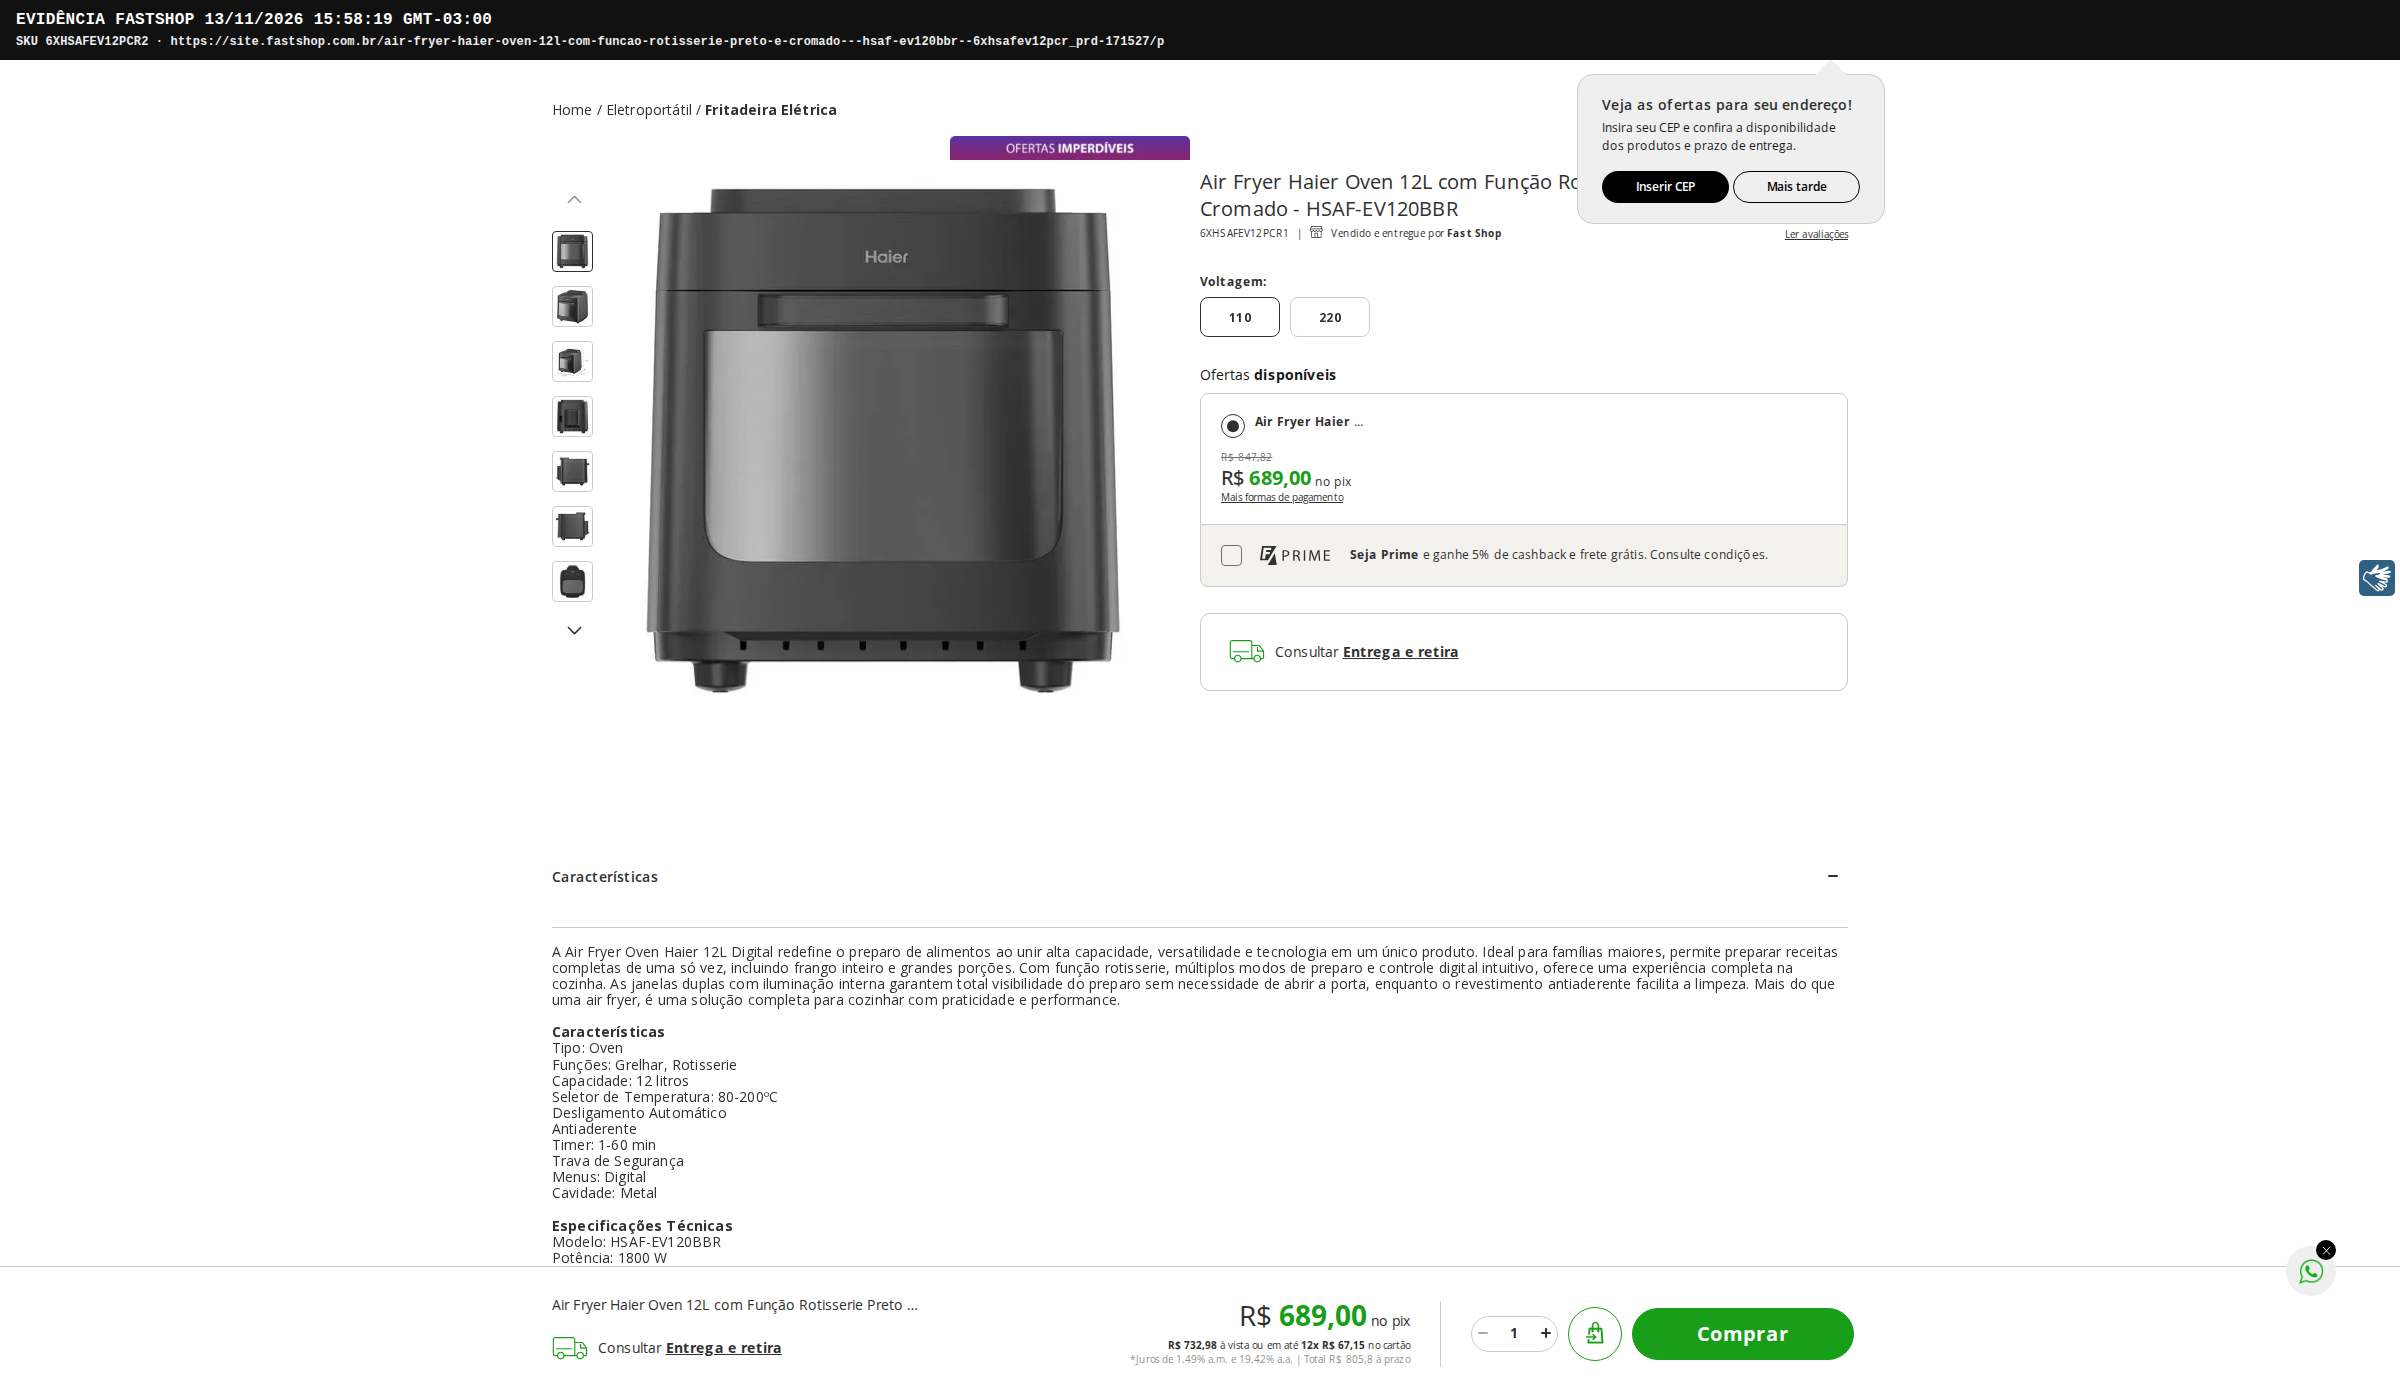 EVIDÊNCIA FASTSHOP 13/11/2026 15:58:19 GMT-03:00
SKU 6XHSAFEV12PCR2 · https://site.fastshop.com.br/air-fryer-haier-oven-12l-com-funcao-rotisserie-preto-e-cromado---hsaf-ev120bbr--6xhsafev12pcr_prd-171527/p
Home / Eletroportátil / Fritadeira Elétrica
Veja as ofertas para seu endereço!
Insira seu CEP e confira a disponibilidade
dos produtos e prazo de entrega.
Inserir CEP
Mais tarde
OFERTAS IMPERDÍVEIS
Haier
Air Fryer Haier Oven 12L com Função Ro
Cromado - HSAF-EV120BBR
6XHSAFEV12PCR1 | Vendido e entregue por Fast Shop
Ler avaliações
Voltagem:
110
220
Ofertas disponíveis
Air Fryer Haier ...
R$ 847,82
R$ 689,00 no pix
Mais formas de pagamento
PRIME Seja Prime e ganhe 5% de cashback e frete grátis. Consulte condições.
Consultar Entrega e retira
Características
A Air Fryer Oven Haier 12L Digital redefine o preparo de alimentos ao unir alta capacidade, versatilidade e tecnologia em um único produto. Ideal para famílias maiores, permite preparar receitas
completas de uma só vez, incluindo frango inteiro e grandes porções. Com função rotisserie, múltiplos modos de preparo e controle digital intuitivo, oferece uma experiência completa na
cozinha. As janelas duplas com iluminação interna garantem total visibilidade do preparo sem necessidade de abrir a porta, enquanto o revestimento antiaderente facilita a limpeza. Mais do que
uma air fryer, é uma solução completa para cozinhar com praticidade e performance.
Características
Tipo: Oven
Funções: Grelhar, Rotisserie
Capacidade: 12 litros
Seletor de Temperatura: 80-200ºC
Desligamento Automático
Antiaderente
Timer: 1-60 min
Trava de Segurança
Menus: Digital
Cavidade: Metal
Especificações Técnicas
Modelo: HSAF-EV120BBR
Potência: 1800 W
Air Fryer Haier Oven 12L com Função Rotisserie Preto ...
Consultar Entrega e retira
R$ 689,00 no pix
R$ 732,98 à vista ou em até 12x R$ 67,15 no cartão
*Juros de 1.49% a.m. e 19.42% a.a. | Total R$ 805,8 à prazo
1
Comprar